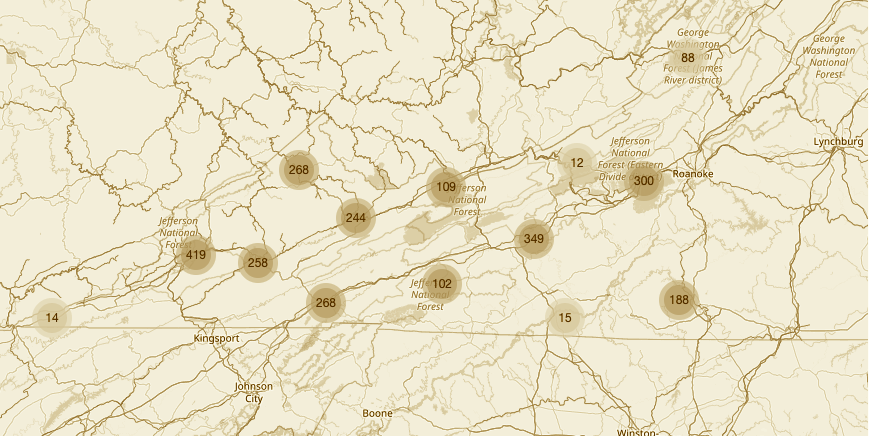 George
Washington
National
Forest (James
River district)
88
George
Washington
National
Forest
Lynchburg
Jefferson
National
Forest (Eastern
Divide
12
300
Roanoke
268
109
Jefferson
National
Forest
244
Jefferson
National
Forest
419
258
349
268
Jefferson
National
Forest
102
188
14
15
Kingsport
Johnson
City
Boone
Winston-